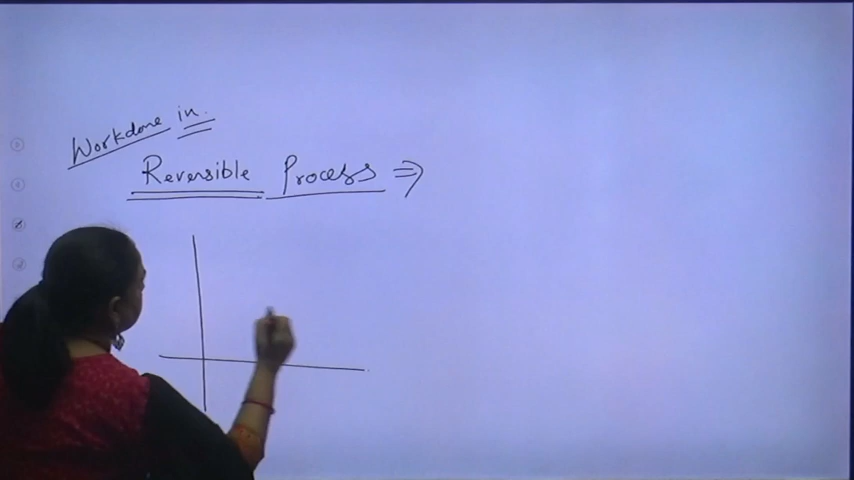 Workdone in.
Reversible Process ⇒